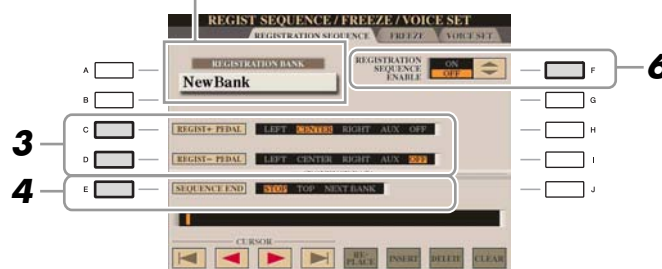 REGIST SEQUENCE / FREEZE / VOICE SET
REGISTRATION SEQUENCE FREEZE VOICE SET
REGISTRATION BANK
NewBank
REGISTRATION
SEQUENCE
ENABLE
ON
OFF
6
A
B
C
D
E
F
G
H
I
J
3
REGIST+ PEDAL LEFT CENTER RIGHT AUX OFF
REGIST- PEDAL LEFT CENTER RIGHT AUX OFF
4
SEQUENCE END STOP TOP NEXT BANK
CURSOR
RE-
PLACE
INSERT
DELETE
CLEAR